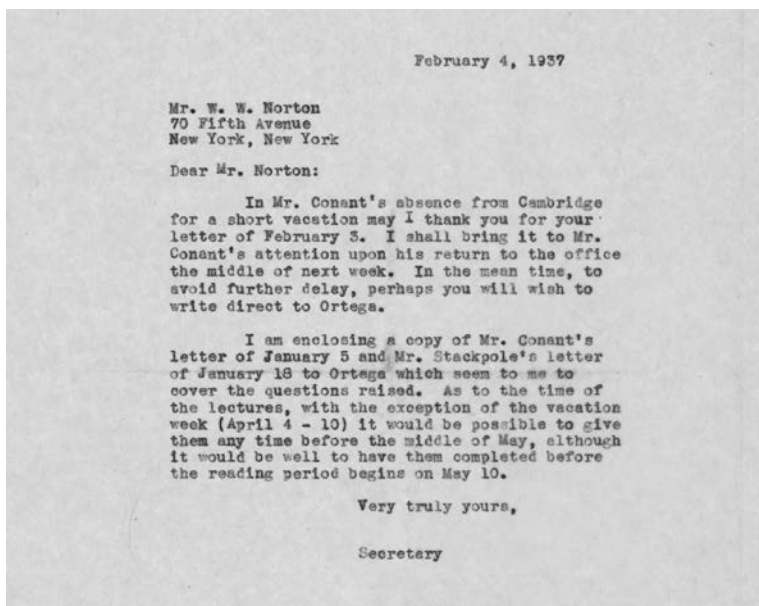 February 4, 1937
Mr. W. W. Norton
70 Fifth Avenue
New York, New York
Dear Mr. Norton:
In Mr. Conant's absence from Cambridge
for a short vacation may I thank you for your
letter of February 3. I shall bring it to Mr.
Conant's attention upon his return to the office
the middle of next week. In the mean time, to
avoid further delay, perhaps you will wish to
write direct to Ortega.
I am enclosing a copy of Mr. Conant's
letter of January 5 and Mr. Stackpole's letter
of January 18 to Ortega which seem to me to
cover the questions raised. As to the time of
the lectures, with the exception of the vacation
week (April 4 - 10) it would be possible to give
them any time before the middle of May, although
it would be well to have them completed before
the reading period begins on May 10.
Very truly yours,
Secretary